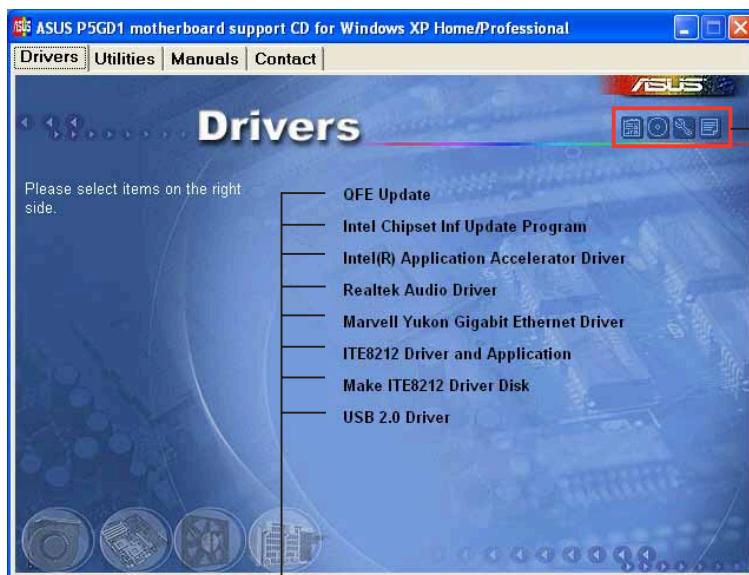 ASUS P5GD1 motherboard support CD for Windows XP Home/Professional
Drivers Utilities Manuals Contact
ASUS
Drivers
Please select items on the right
side.
QFE Update
Intel Chipset Inf Update Program
Intel(R) Application Accelerator Driver
Realtek Audio Driver
Marvell Yukon Gigabit Ethernet Driver
ITE8212 Driver and Application
Make ITE8212 Driver Disk
USB 2.0 Driver